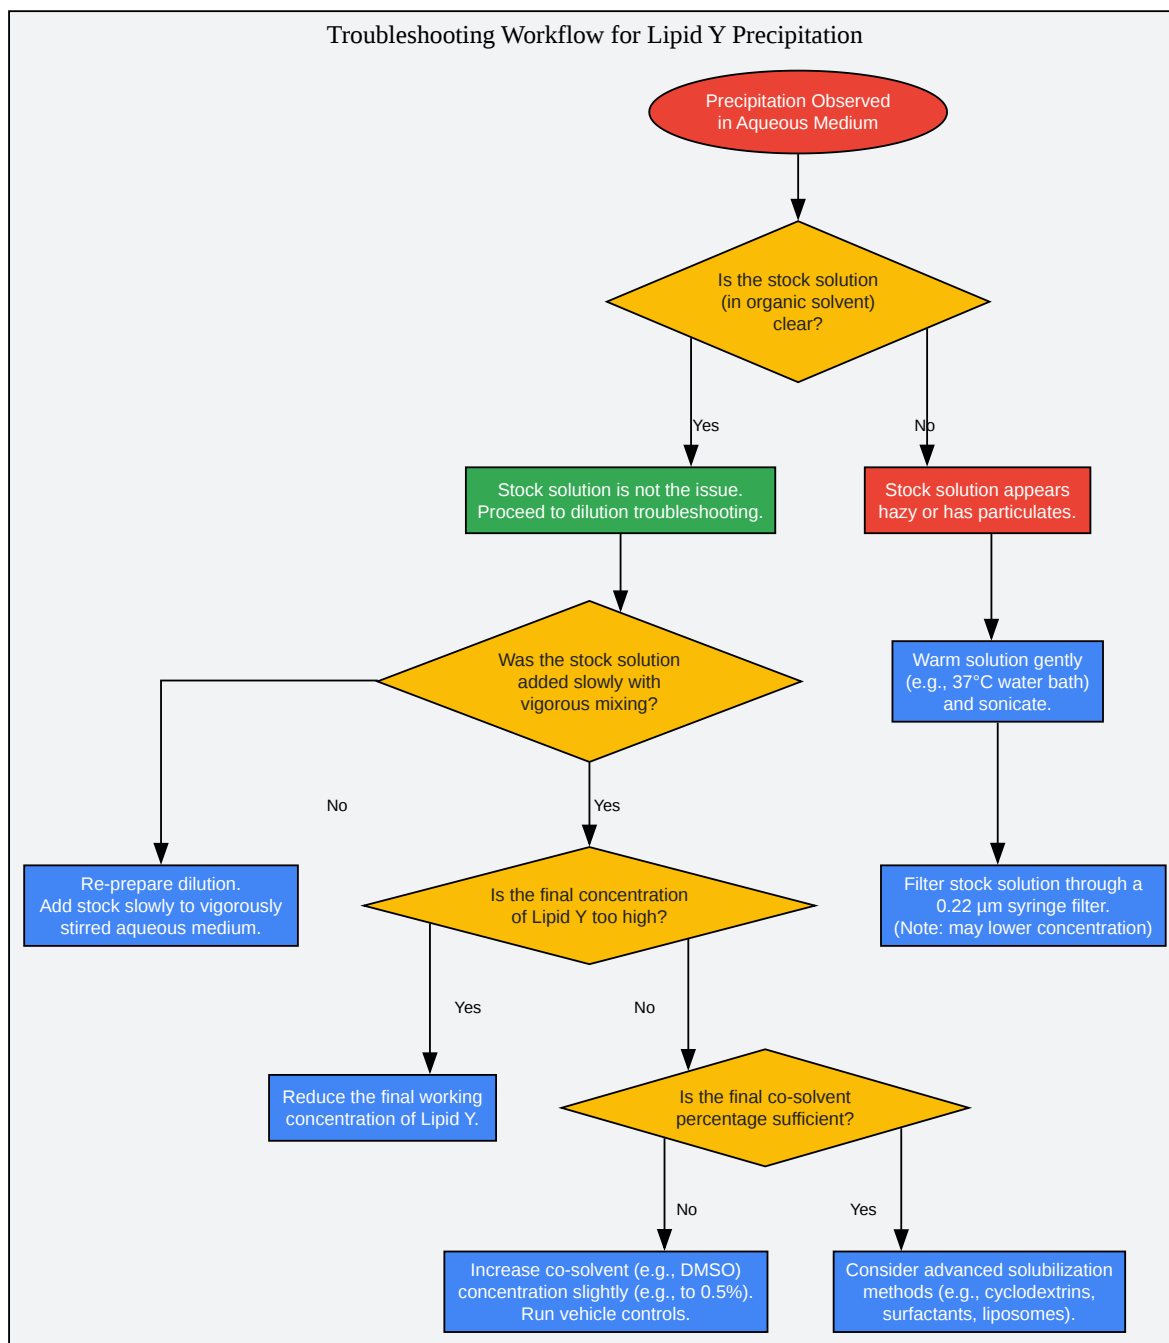 Troubleshooting Workflow for Lipid Y Precipitation
Precipitation Observed
in Aqueous Medium
Is the stock solution
(in organic solvent)
clear?
Yes
No
Stock solution is not the issue.
Proceed to dilution troubleshooting.
Stock solution appears
hazy or has particulates.
Was the stock solution
added slowly with
vigorous mixing?
Warm solution gently
(e.g., 37°C water bath)
and sonicate.
No
Yes
Re-prepare dilution.
Add stock slowly to vigorously
stirred aqueous medium.
Is the final concentration
of Lipid Y too high?
Filter stock solution through a
0.22 µm syringe filter.
(Note: may lower concentration)
Yes
No
Reduce the final working
concentration of Lipid Y.
Is the final co-solvent
percentage sufficient?
No
Yes
Increase co-solvent (e.g., DMSO)
concentration slightly (e.g., to 0.5%).
Run vehicle controls.
Consider advanced solubilization
methods (e.g., cyclodextrins,
surfactants, liposomes).